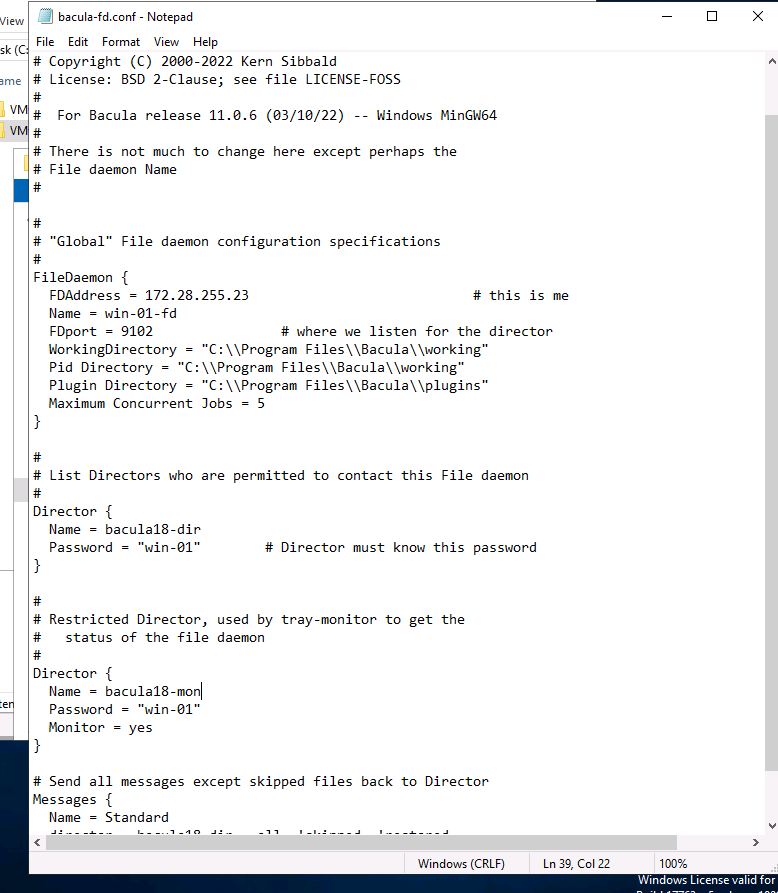 View
bacula-fd.conf - Notepad
File Edit Format View Help
sk (C:
ame
VM
VM
# Copyright (C) 2000-2022 Kern Sibbald
# License: BSD 2-Clause; see file LICENSE-FOSS
#
#  For Bacula release 11.0.6 (03/10/22) -- Windows MinGW64
#
# There is not much to change here except perhaps the
# File daemon Name
#
#
# "Global" File daemon configuration specifications
#
FileDaemon {
  FDAddress = 172.28.255.23                            # this is me
  Name = win-01-fd
  FDport = 9102                # where we listen for the director
  WorkingDirectory = "C:\\Program Files\\Bacula\\working"
  Pid Directory = "C:\\Program Files\\Bacula\\working"
  Plugin Directory = "C:\\Program Files\\Bacula\\plugins"
  Maximum Concurrent Jobs = 5
}
#
# List Directors who are permitted to contact this File daemon
#
Director {
  Name = bacula18-dir
  Password = "win-01"        # Director must know this password
}
#
# Restricted Director, used by tray-monitor to get the
#   status of the file daemon
#
Director {
  Name = bacula18-mon
  Password = "win-01"
  Monitor = yes
}
# Send all messages except skipped files back to Director
Messages {
  Name = Standard
  director = bacula18-dir = all, !skipped, !restored
Windows (CRLF) Ln 39, Col 22 100%
Windows License valid for